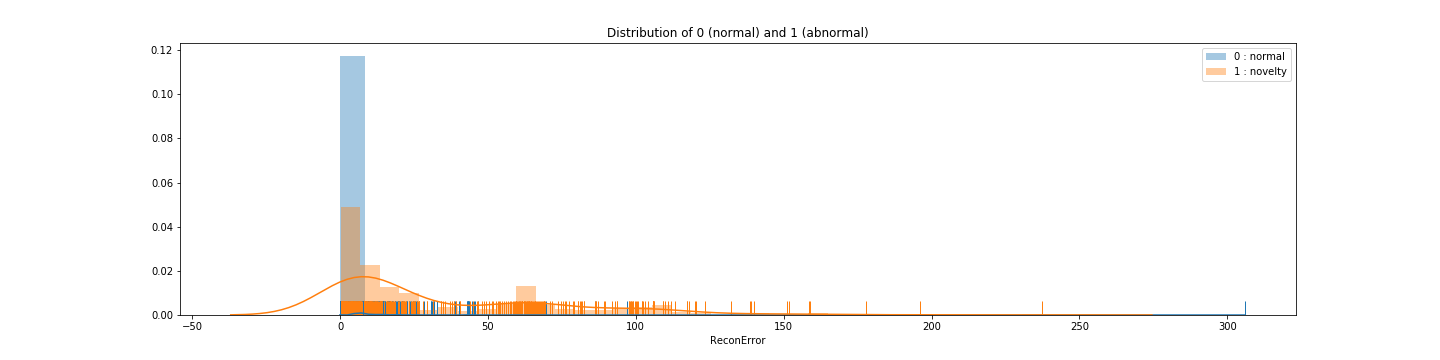 Distribution of 0 (normal) and 1 (abnormal)
0.12
0.10
0.08
0.06
0.04
0.02
0.00
0 : normal
1 : novelty
−50 0 50 100 150 200 250 300
ReconError